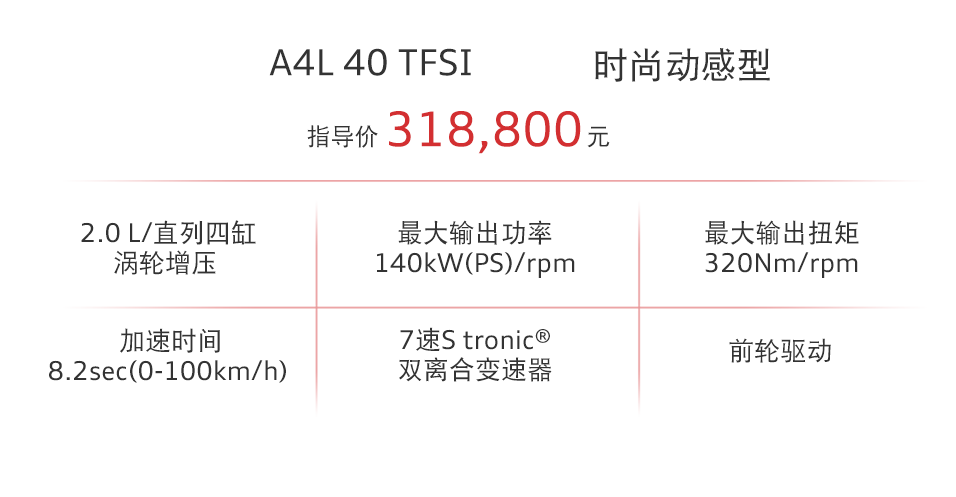 A4L 40 TFSI 时尚动感型
指导价 318,800 元
2.0 L/直列四缸
涡轮增压
最大输出功率
140kW(PS)/rpm
最大输出扭矩
320Nm/rpm
加速时间
8.2sec(0-100km/h)
7速S tronic®
双离合变速器
前轮驱动